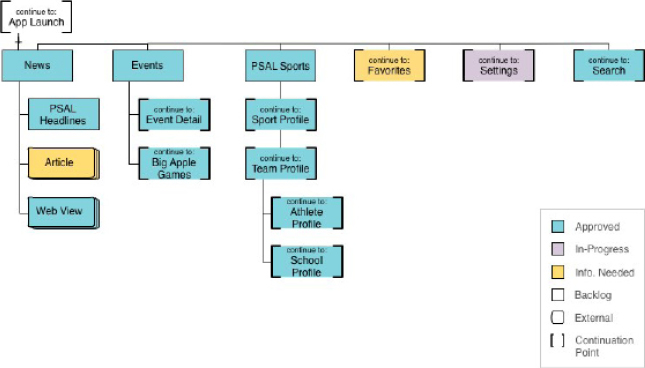 continue to:
App Launch
News
Events
PSAL Sports
continue to:
Favorites
continue to:
Settings
continue to:
Search
PSAL
Headlines
Article
Web View
continue to:
Event Detail
continue to:
Big Apple
Games
continue to:
Sport Profile
continue to:
Team Profile
continue to:
Athlete
Profile
continue to:
School
Profile
Approved
In-Progress
Info. Needed
Backlog
External
Continuation
Point